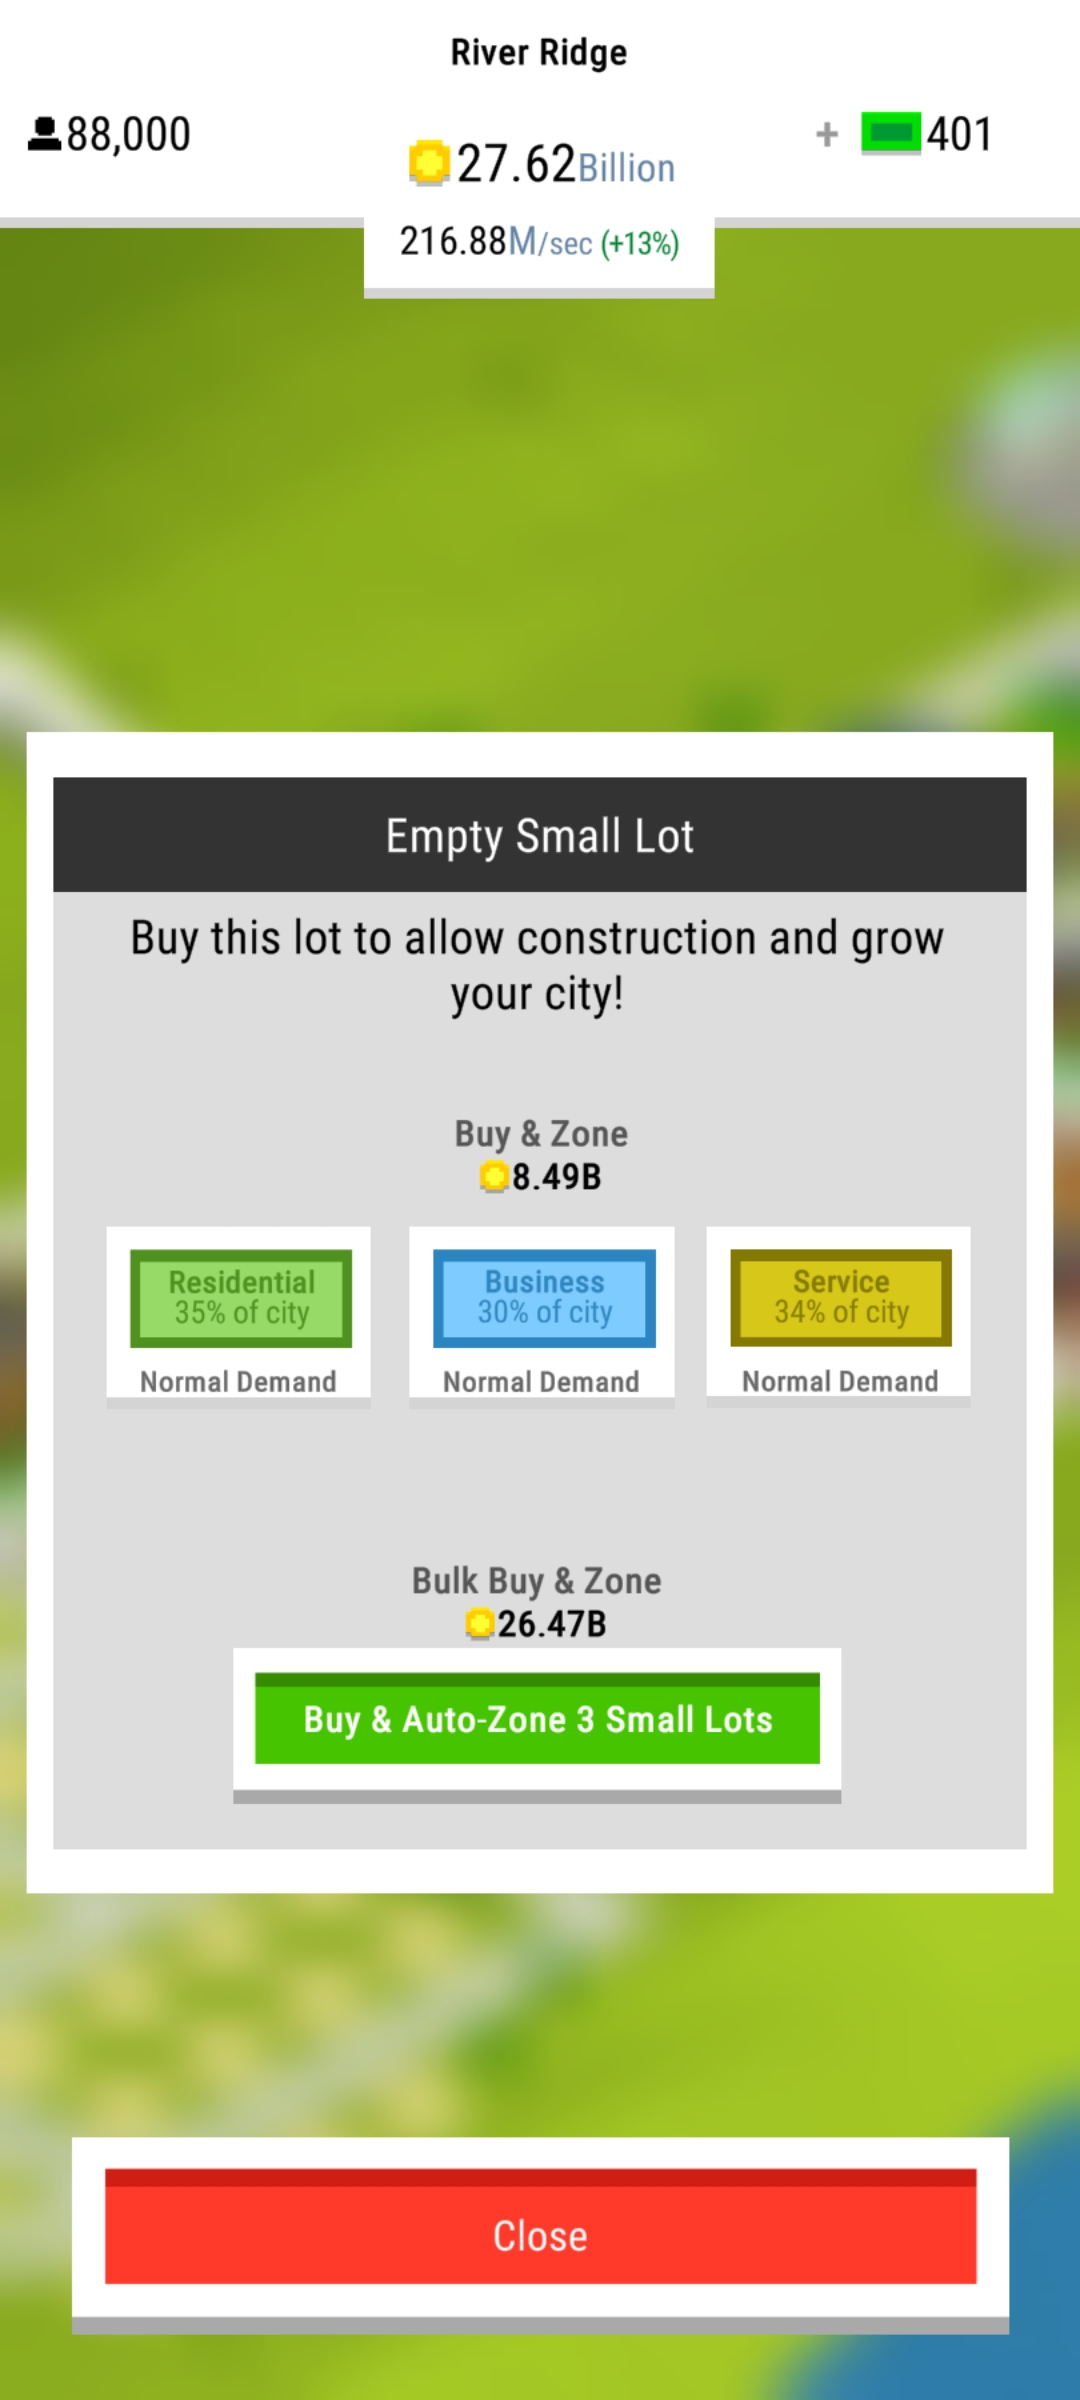 River Ridge
88,000
27.62Billion
+ 401
216.88M/sec (+13%)
Empty Small Lot
Buy this lot to allow construction and grow
your city!
Buy & Zone
8.49B
Residential
35% of city
Normal Demand
Business
30% of city
Normal Demand
Service
34% of city
Normal Demand
Bulk Buy & Zone
26.47B
Buy & Auto-Zone 3 Small Lots
Close